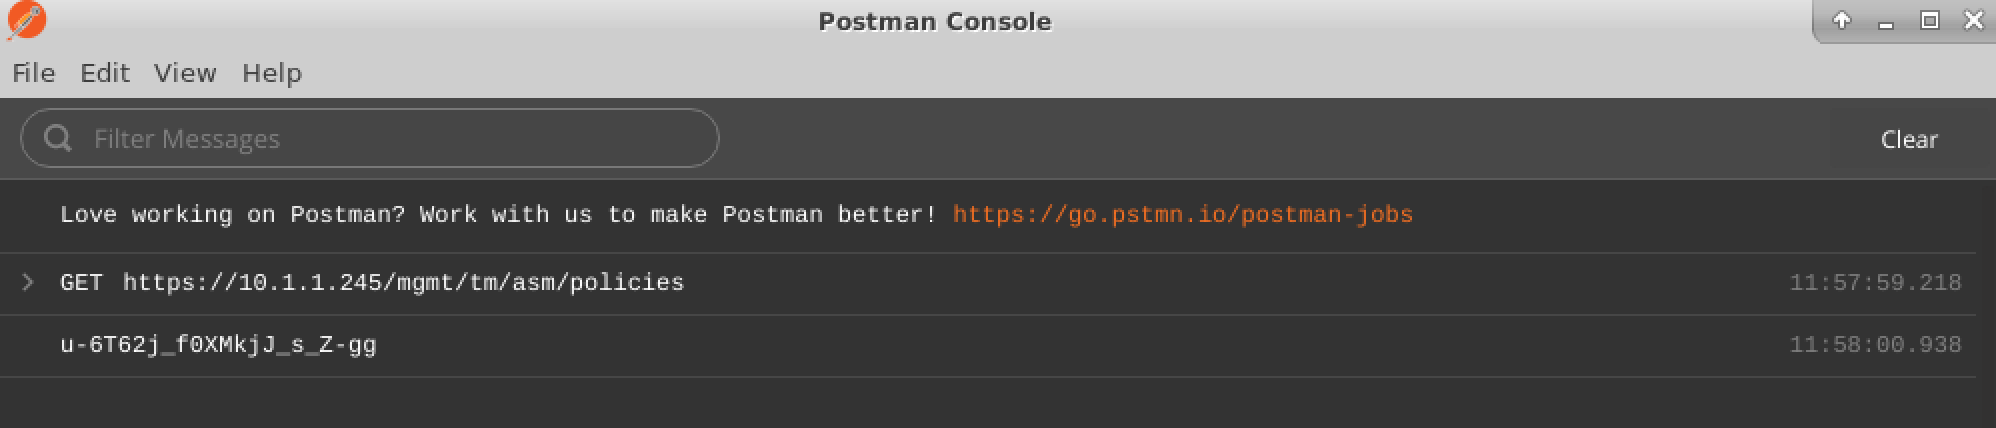 Postman Console
File Edit View Help
Filter Messages
Clear
Love working on Postman? Work with us to make Postman better! https://go.pstmn.io/postman-jobs
GET https://10.1.1.245/mgmt/tm/asm/policies 11:57:59.218
u-6T62j_f0XMkjJ_s_Z-gg 11:58:00.938